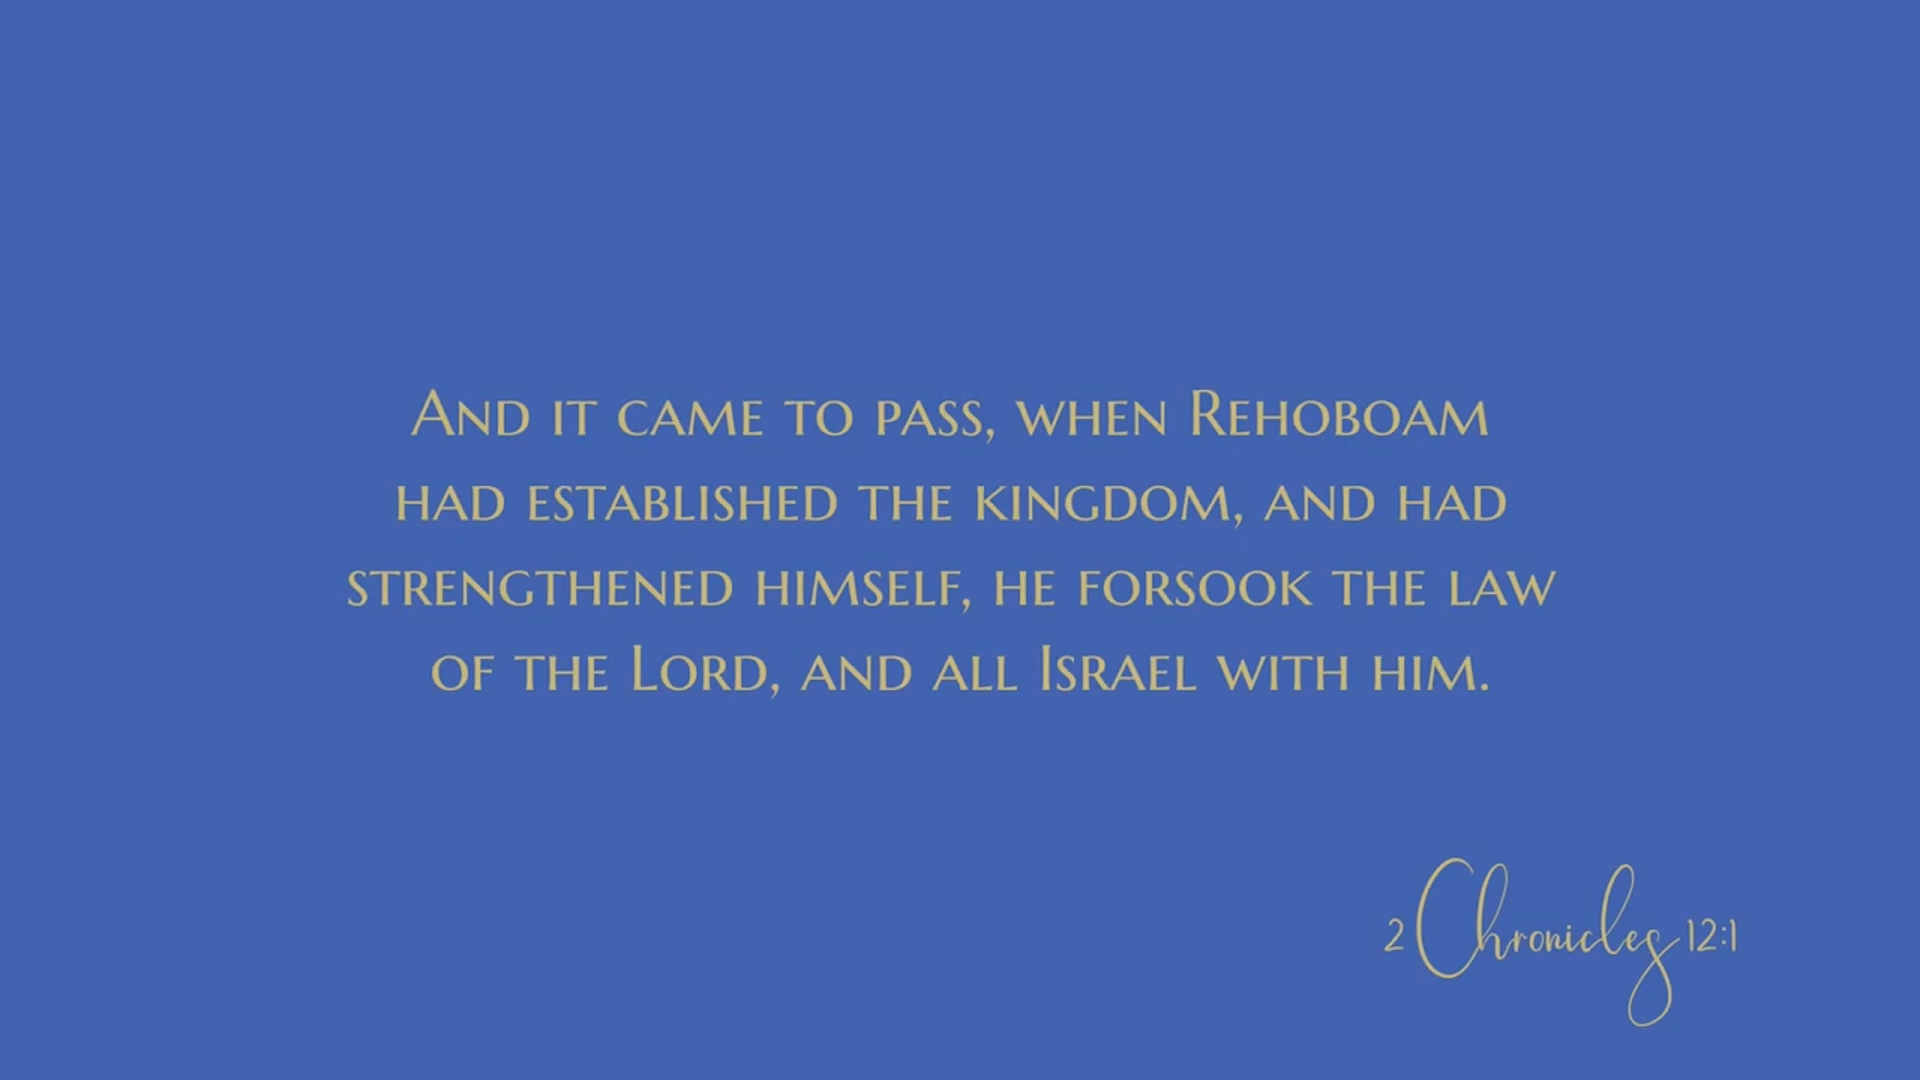 And it came to pass, when Rehoboam
had established the kingdom, and had
strengthened himself, he forsook the law
of the Lord, and all Israel with him.
2 Chronicles 12:1